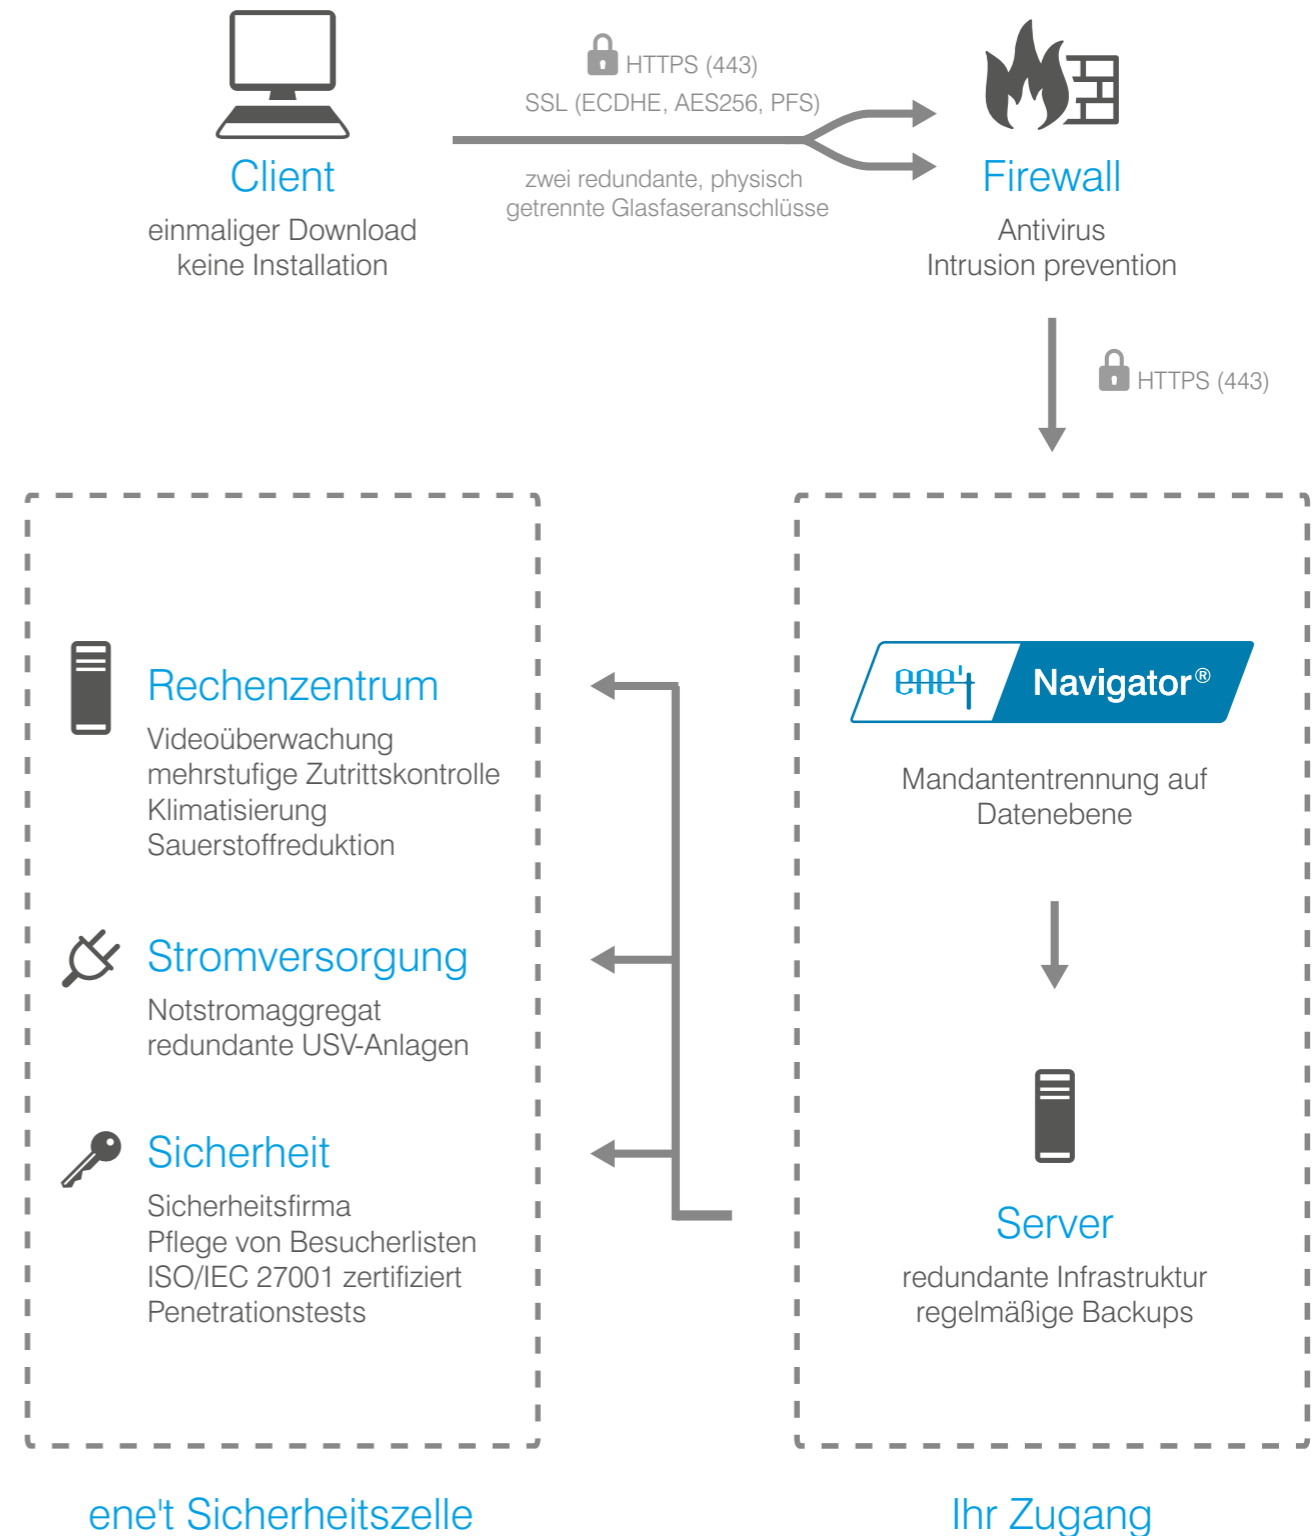 HTTPS (443)
SSL (ECDHE, AES256, PFS)
zwei redundante, physisch
getrennte Glasfaseranschlüsse
Client
einmaliger Download
keine Installation
Firewall
Antivirus
Intrusion prevention
HTTPS (443)
Rechenzentrum
Videoüberwachung
mehrstufige Zutrittskontrolle
Klimatisierung
Sauerstoffreduktion
Stromversorgung
Notstromaggregat
redundante USV-Anlagen
Sicherheit
Sicherheitsfirma
Pflege von Besucherlisten
ISO/IEC 27001 zertifiziert
Penetrationstests
ene't Sicherheitszelle
ene't Navigator®
Mandantentrennung auf
Datenebene
Server
redundante Infrastruktur
regelmäßige Backups
Ihr Zugang